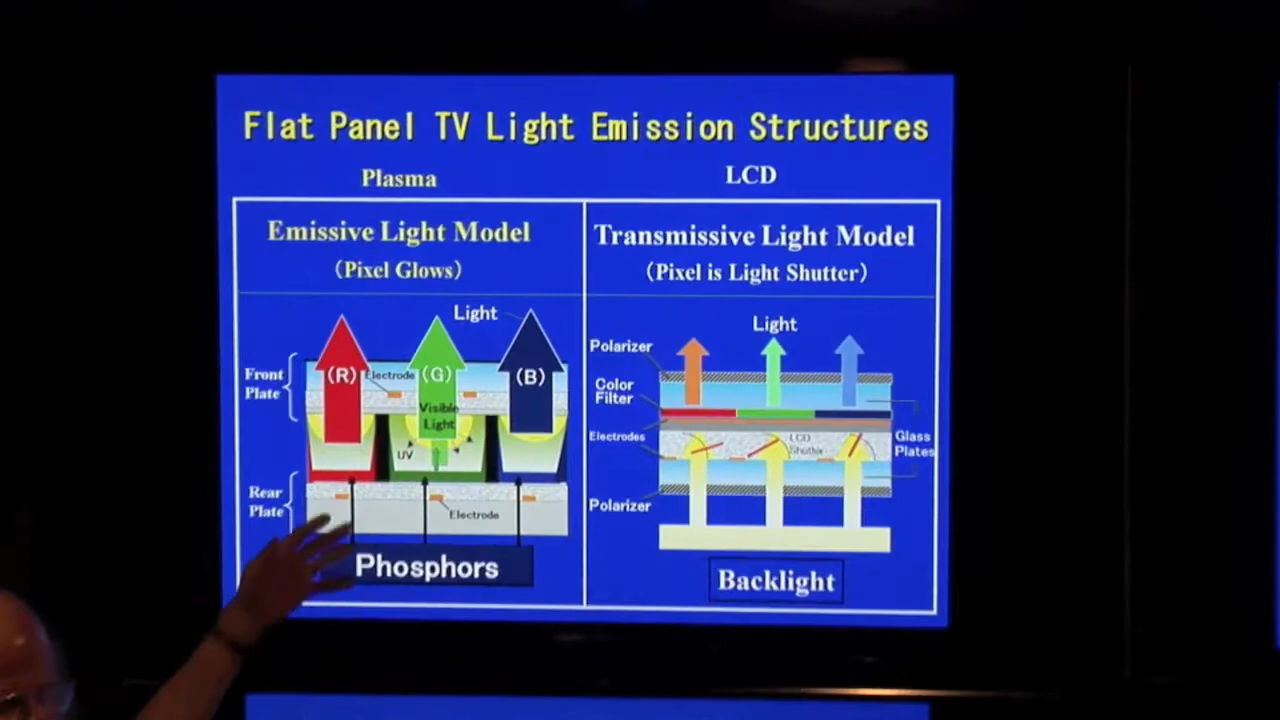 Flat Panel TV Light Emission Structures
Plasma
LCD
Emissive Light Model
(Pixel Glows)
Transmissive Light Model
(Pixel is Light Shutter)
Light
(R)
Electrode
(G)
(B)
Front
Plate
Visible
Light
UV
Rear
Plate
Electrode
Phosphors
Light
Polarizer
Color
Filter
Electrodes
LCD
Shutter
Glass
Plates
Polarizer
Backlight